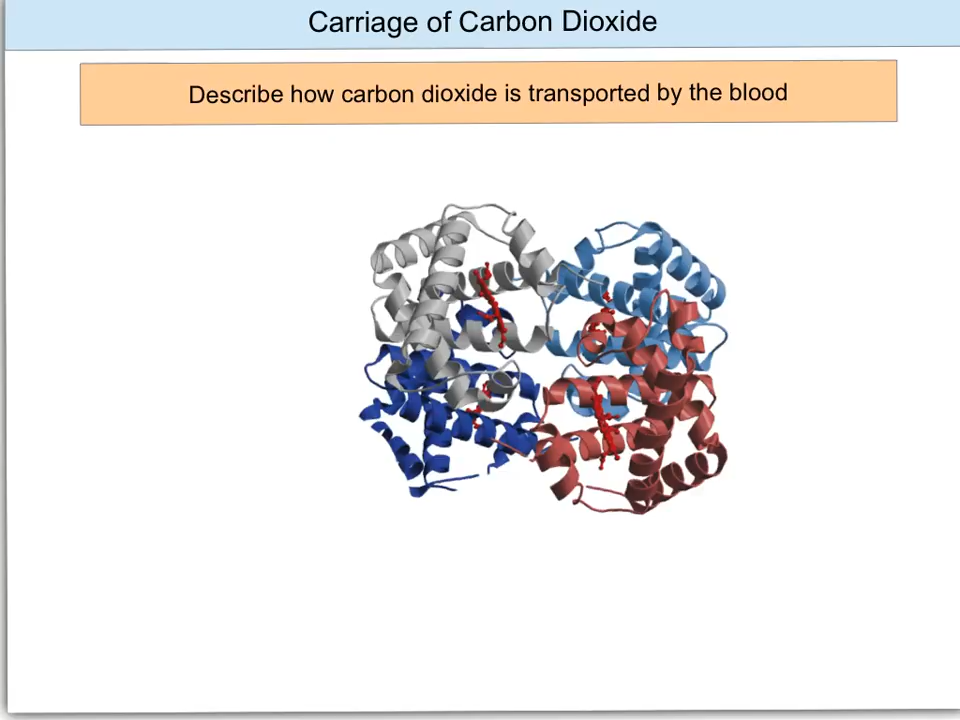 Carriage of Carbon Dioxide
Describe how carbon dioxide is transported by the blood